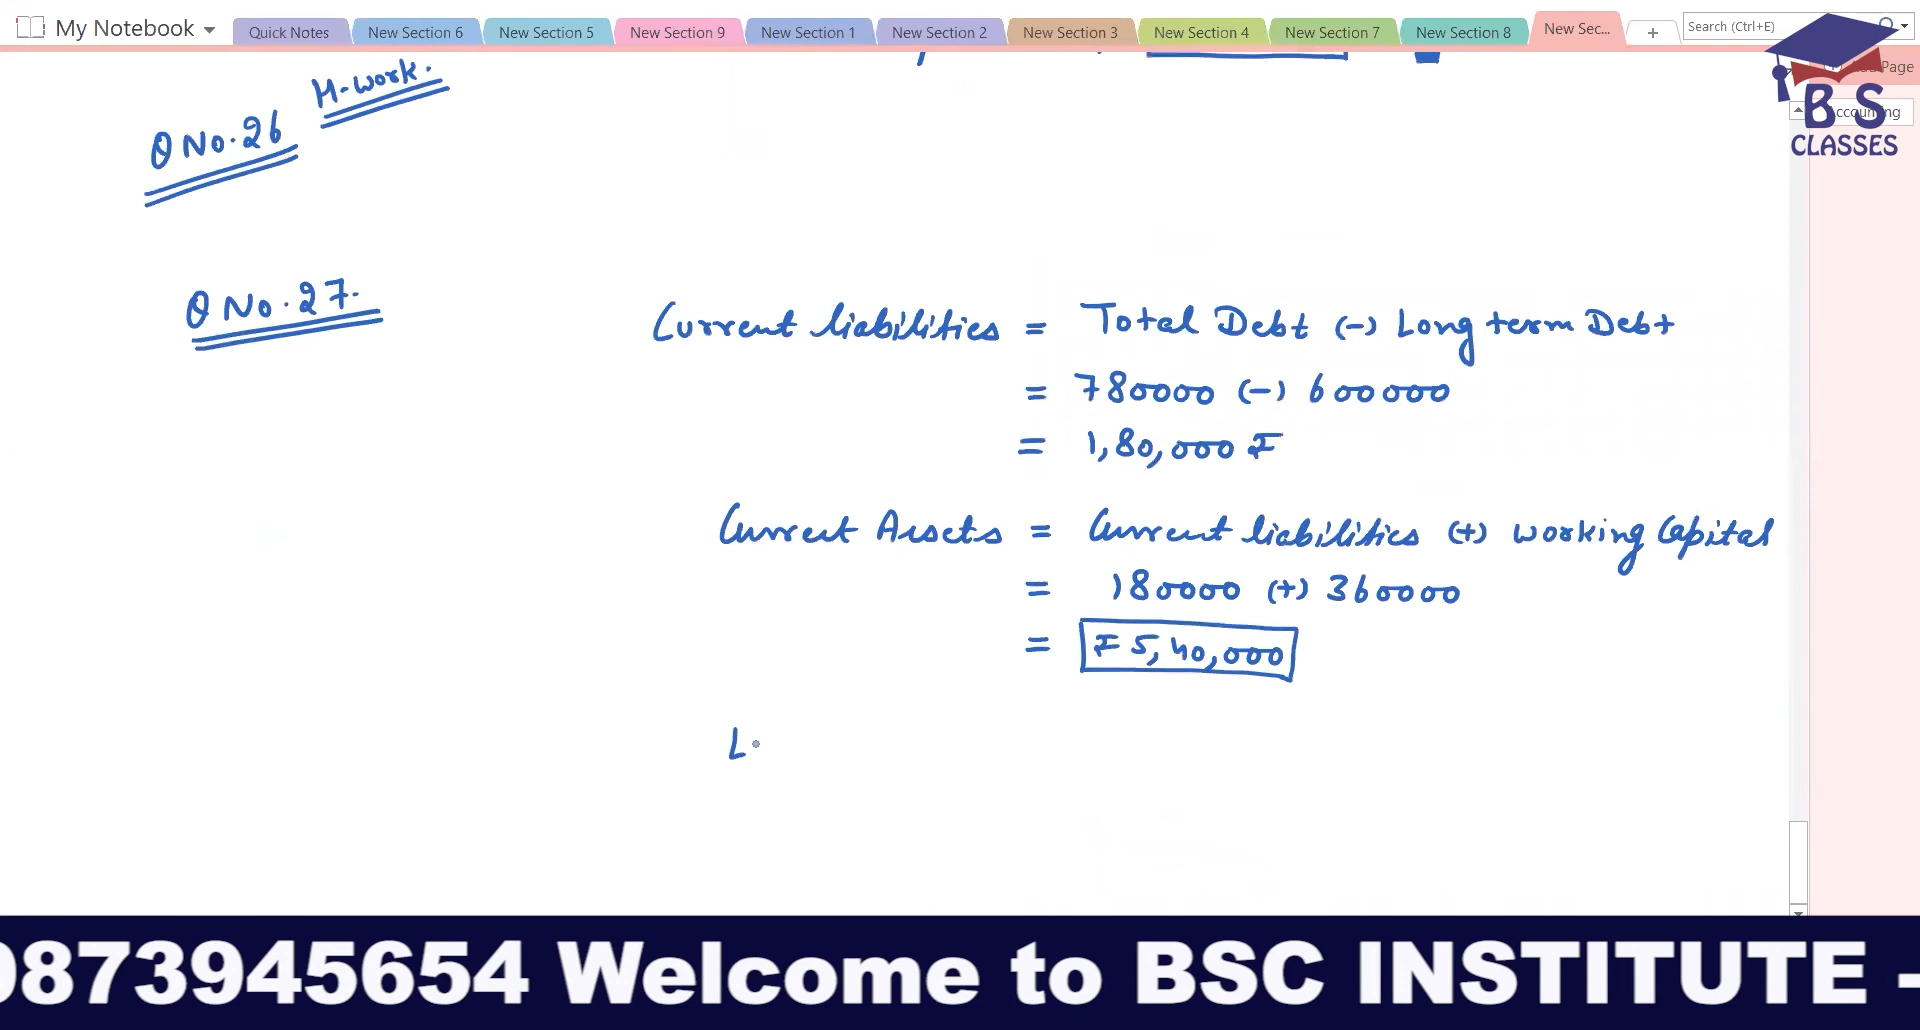 My Notebook
Quick Notes New Section 6 New Section 5 New Section 9 New Section 1 New Section 2 New Section 3 New Section 4 New Section 7 New Section 8 New Sec... +
Search (Ctrl+E)
Page
BS
CLASSES
H-work.
Q No. 26
Q No. 27.
Current liabilities = Total Debt (-) Long term Debt
= 780000 (-) 600000
= 1,80,000 ₹
Current Assets = Current liabilities (+) working Capital
= 180000 (+) 360000
= ₹ 5,40,000
L
9873945654 Welcome to BSC INSTITUTE -